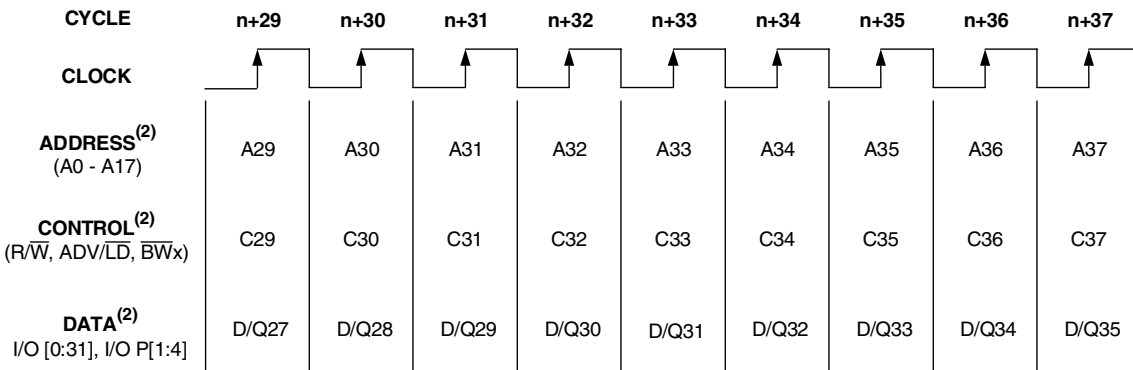 CYCLE n+29 n+30 n+31 n+32 n+33 n+34 n+35 n+36 n+37
CLOCK
ADDRESS(2)
(A0 - A17) A29 A30 A31 A32 A33 A34 A35 A36 A37
CONTROL(2)
(R/W̅, ADV/L̅D̅, B̅W̅x) C29 C30 C31 C32 C33 C34 C35 C36 C37
DATA(2)
I/O [0:31], I/O P[1:4] D/Q27 D/Q28 D/Q29 D/Q30 D/Q31 D/Q32 D/Q33 D/Q34 D/Q35